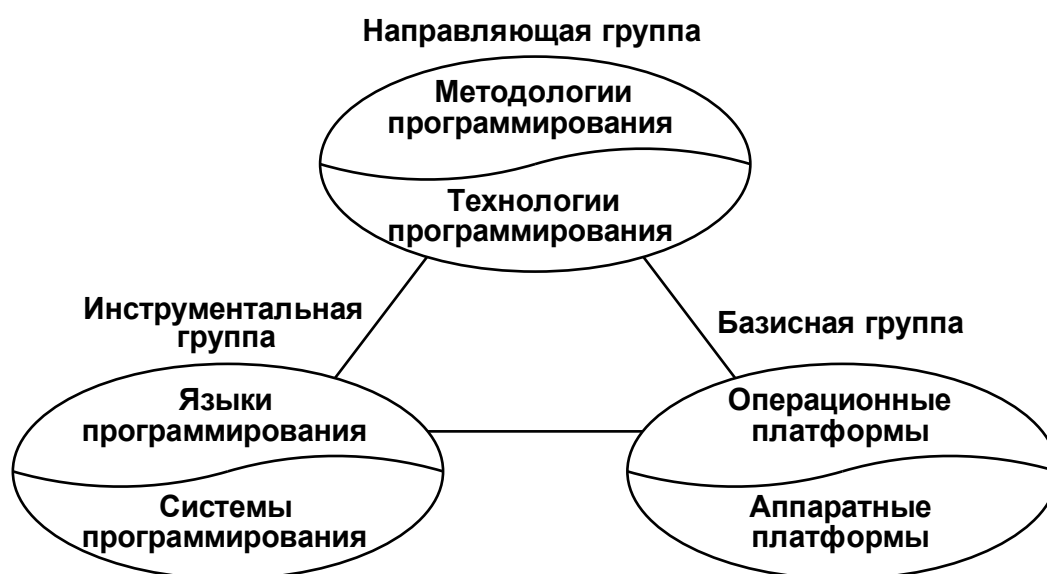 Направляющая группа
Методологии
программирования
Технологии
программирования
Инструментальная
группа
Языки
программирования
Системы
программирования
Базисная группа
Операционные
платформы
Аппаратные
платформы